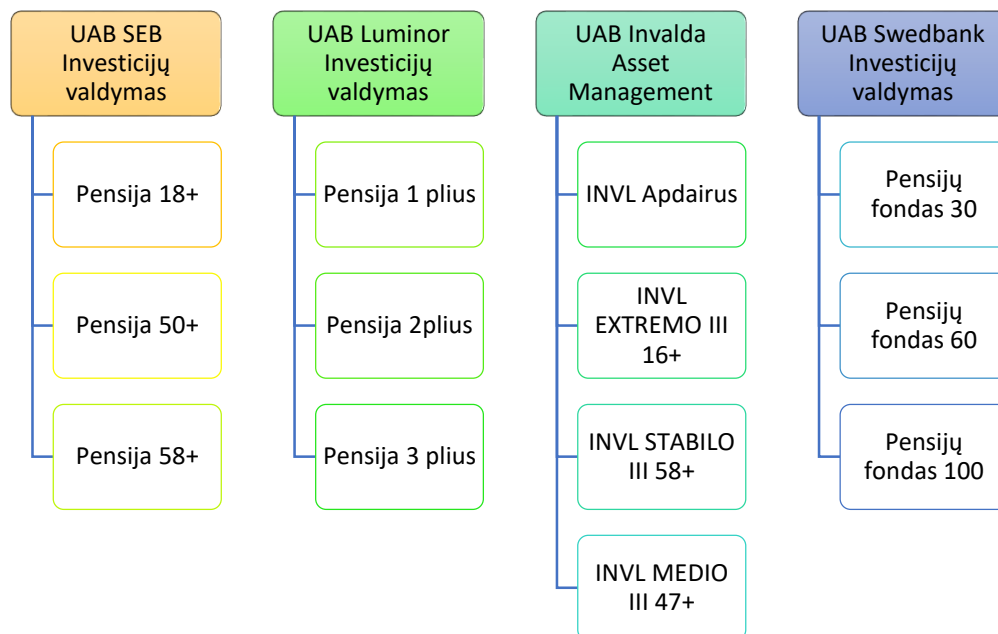 UAB SEB
Investicijų
valdymas
Pensija 18+
Pensija 50+
Pensija 58+
UAB Luminor
Investicijų
valdymas
Pensija 1 plius
Pensija 2plius
Pensija 3 plius
UAB Invalda
Asset
Management
INVL Apdairus
INVL
EXTREMO III
16+
INVL STABILO
III 58+
INVL MEDIO
III 47+
UAB Swedbank
Investicijų
valdymas
Pensijų
fondas 30
Pensijų
fondas 60
Pensijų
fondas 100